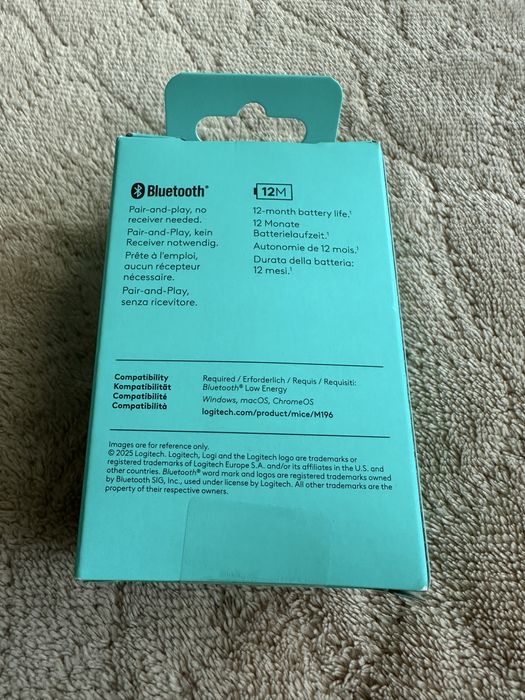 Bluetooth®
Pair-and-play, no
receiver needed.
Pair-and-Play, kein
Receiver notwendig.
Prête à l'emploi,
aucun récepteur
nécessaire.
Pair-and-Play,
senza ricevitore.
12M
12-month battery life.¹
12 Monate
Batterielaufzeit.¹
Autonomie de 12 mois.¹
Durata della batteria:
12 mesi.¹
Compatibility
Kompatibilität
Compatibilité
Compatibilità
Required / Erforderlich / Requis / Requisiti:
Bluetooth® Low Energy
Windows, macOS, ChromeOS
logitech.com/product/mice/M196
Images are for reference only.
© 2025 Logitech. Logitech, Logi and the Logitech logo are trademarks or
registered trademarks of Logitech Europe S.A. and/or its affiliates in the U.S. and
other countries. Bluetooth® word mark and logos are registered trademarks owned
by Bluetooth SIG, Inc., used under license by Logitech. All other trademarks are the
property of their respective owners.